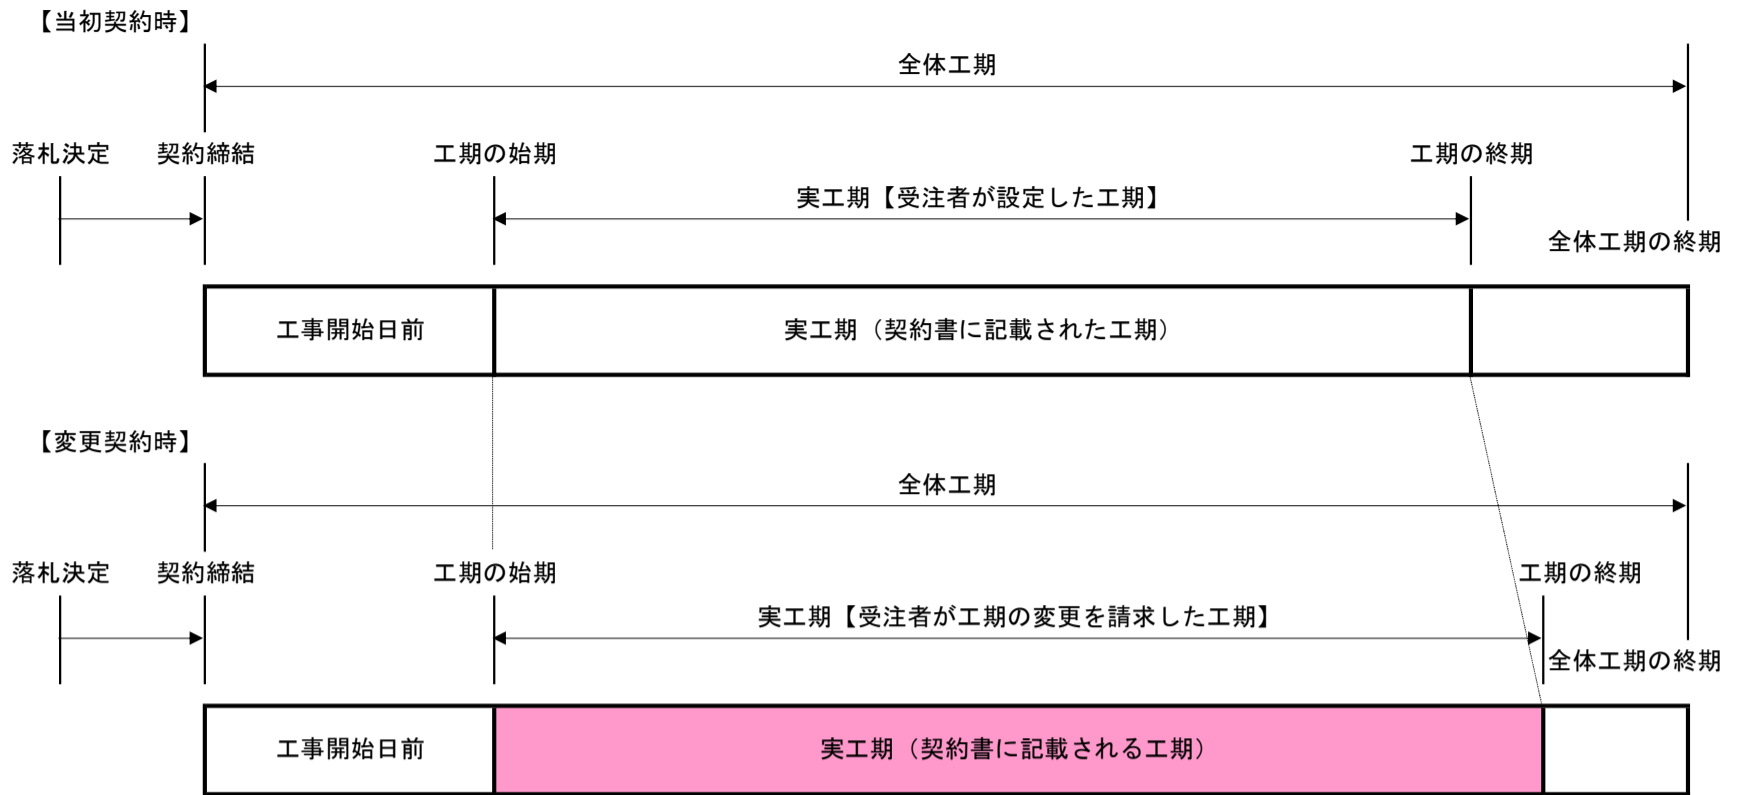 【当初契約時】
全体工期
落札決定
契約締結
工期の始期
工期の終期
実工期【受注者が設定した工期】
全体工期の終期
工事開始日前
実工期（契約書に記載された工期）
【変更契約時】
全体工期
落札決定
契約締結
工期の始期
工期の終期
実工期【受注者が工期の変更を請求した工期】
全体工期の終期
工事開始日前
実工期（契約書に記載される工期）